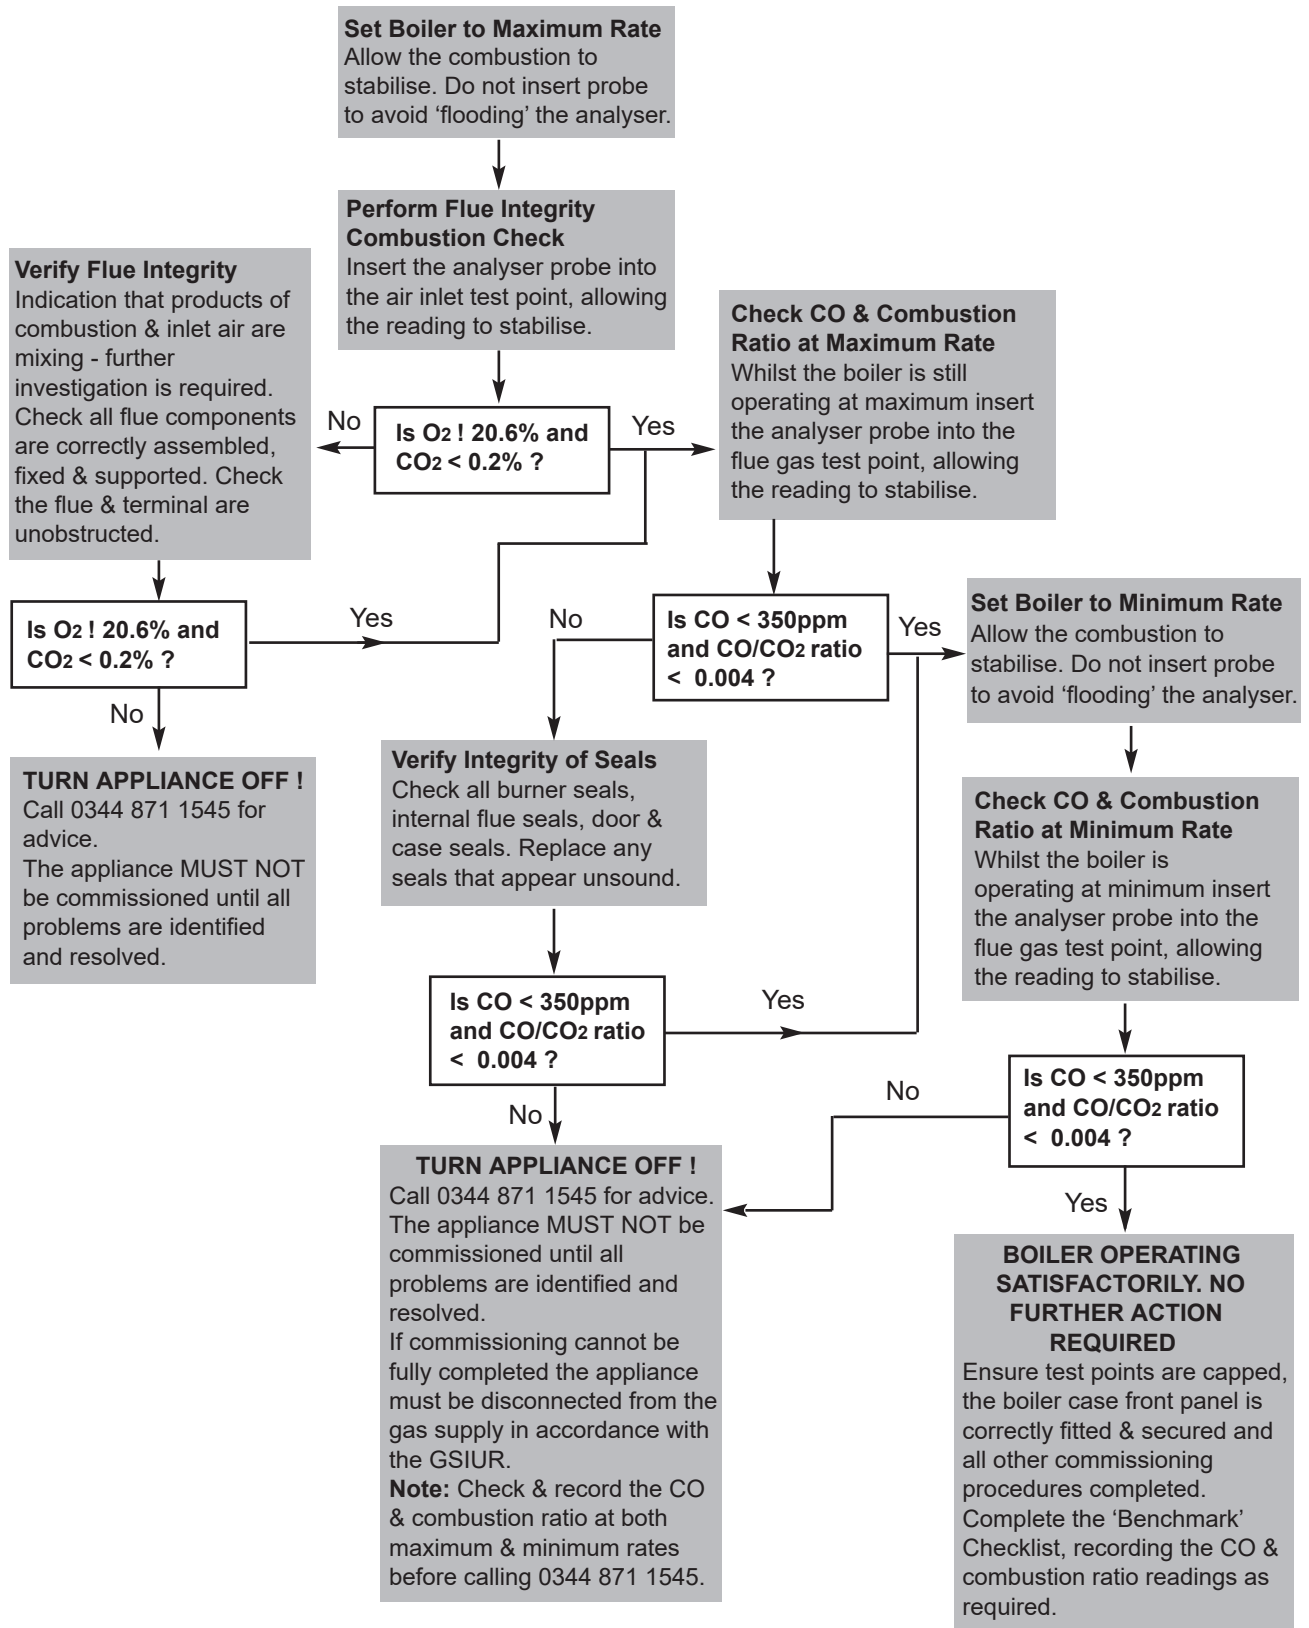 Set Boiler to Maximum Rate
Allow the combustion to
stabilise. Do not insert probe
to avoid ‘flooding’ the analyser.
Perform Flue Integrity
Combustion Check
Insert the analyser probe into
the air inlet test point, allowing
the reading to stabilise.
Verify Flue Integrity
Indication that products of
combustion & inlet air are
mixing - further
investigation is required.
Check all flue components
are correctly assembled,
fixed & supported. Check
the flue & terminal are
unobstructed.
No
Is O2 ! 20.6% and
CO2 < 0.2% ?
Yes
Check CO & Combustion
Ratio at Maximum Rate
Whilst the boiler is still
operating at maximum insert
the analyser probe into the
flue gas test point, allowing
the reading to stabilise.
Is O2 ! 20.6% and
CO2 < 0.2% ?
Yes
No
TURN APPLIANCE OFF !
Call 0344 871 1545 for
advice.
The appliance MUST NOT
be commissioned until all
problems are identified
and resolved.
No
Is CO < 350ppm
and CO/CO2 ratio
< 0.004 ?
Yes
Set Boiler to Minimum Rate
Allow the combustion to
stabilise. Do not insert probe
to avoid ‘flooding’ the analyser.
Verify Integrity of Seals
Check all burner seals,
internal flue seals, door &
case seals. Replace any
seals that appear unsound.
Check CO & Combustion
Ratio at Minimum Rate
Whilst the boiler is
operating at minimum insert
the analyser probe into the
flue gas test point, allowing
the reading to stabilise.
Is CO < 350ppm
and CO/CO2 ratio
< 0.004 ?
Yes
No
Is CO < 350ppm
and CO/CO2 ratio
< 0.004 ?
No
Yes
TURN APPLIANCE OFF !
Call 0344 871 1545 for advice.
The appliance MUST NOT be
commissioned until all
problems are identified and
resolved.
If commissioning cannot be
fully completed the appliance
must be disconnected from the
gas supply in accordance with
the GSIUR.
Note: Check & record the CO
& combustion ratio at both
maximum & minimum rates
before calling 0344 871 1545.
BOILER OPERATING
SATISFACTORILY. NO
FURTHER ACTION
REQUIRED
Ensure test points are capped,
the boiler case front panel is
correctly fitted & secured and
all other commissioning
procedures completed.
Complete the ‘Benchmark’
Checklist, recording the CO &
combustion ratio readings as
required.